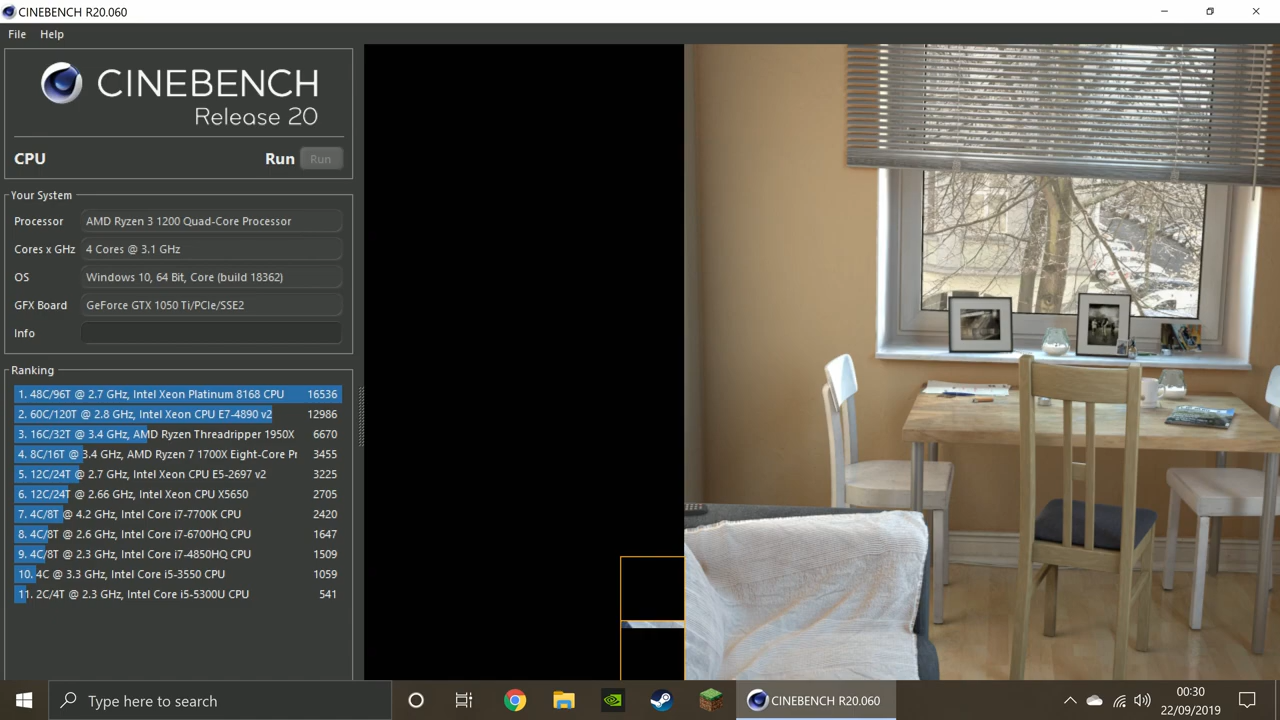 CINEBENCH R20.060
File Help
CINEBENCH
Release 20
CPU Run Run
Your System
Processor AMD Ryzen 3 1200 Quad-Core Processor
Cores x GHz 4 Cores @ 3.1 GHz
OS Windows 10, 64 Bit, Core (build 18362)
GFX Board GeForce GTX 1050 Ti/PCIe/SSE2
Info
Ranking
1. 48C/96T @ 2.7 GHz, Intel Xeon Platinum 8168 CPU 16536
2. 60C/120T @ 2.8 GHz, Intel Xeon CPU E7-4890 v2 12986
3. 16C/32T @ 3.4 GHz, AMD Ryzen Threadripper 1950X 6670
4. 8C/16T @ 3.4 GHz, AMD Ryzen 7 1700X Eight-Core Pr 3455
5. 12C/24T @ 2.7 GHz, Intel Xeon CPU E5-2697 v2 3225
6. 12C/24T @ 2.66 GHz, Intel Xeon CPU X5650 2705
7. 4C/8T @ 4.2 GHz, Intel Core i7-7700K CPU 2420
8. 4C/8T @ 2.6 GHz, Intel Core i7-6700HQ CPU 1647
9. 4C/8T @ 2.3 GHz, Intel Core i7-4850HQ CPU 1509
10. 4C @ 3.3 GHz, Intel Core i5-3550 CPU 1059
11. 2C/4T @ 2.3 GHz, Intel Core i5-5300U CPU 541
Type here to search
CINEBENCH R20.060
00:30
22/09/2019